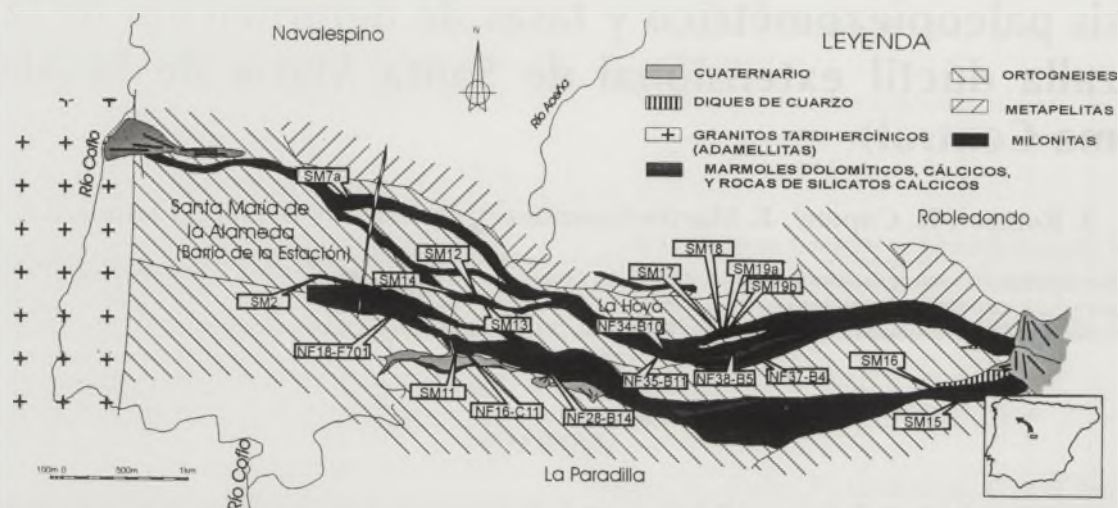 Navalespino
N
Río Aceña
LEYENDA
CUATERNARIO
DIQUES DE CUARZO
GRANITOS TARDIHERCÍNICOS
(ADAMELLITAS)
MARMOLES DOLOMÍTICOS, CÁLCICOS,
Y ROCAS DE SILICATOS CALCICOS
ORTOGNEISES
METAPELITAS
MILONITAS
Río Cofio
SM7a
Santa María de
la Alameda
(Barrio de la Estación)
Robledondo
SM12
SM14
SM2
SM13
SM18
SM17
SM19a
SM19b
La Hoya
NF34-B10
NF18-F701
SM11
NF16-C11
NF28-B14
NF35-B11
NF38-B5
NF37-B4
SM16
SM15
La Paradilla
Río Cofio
100m 0 500m 1km